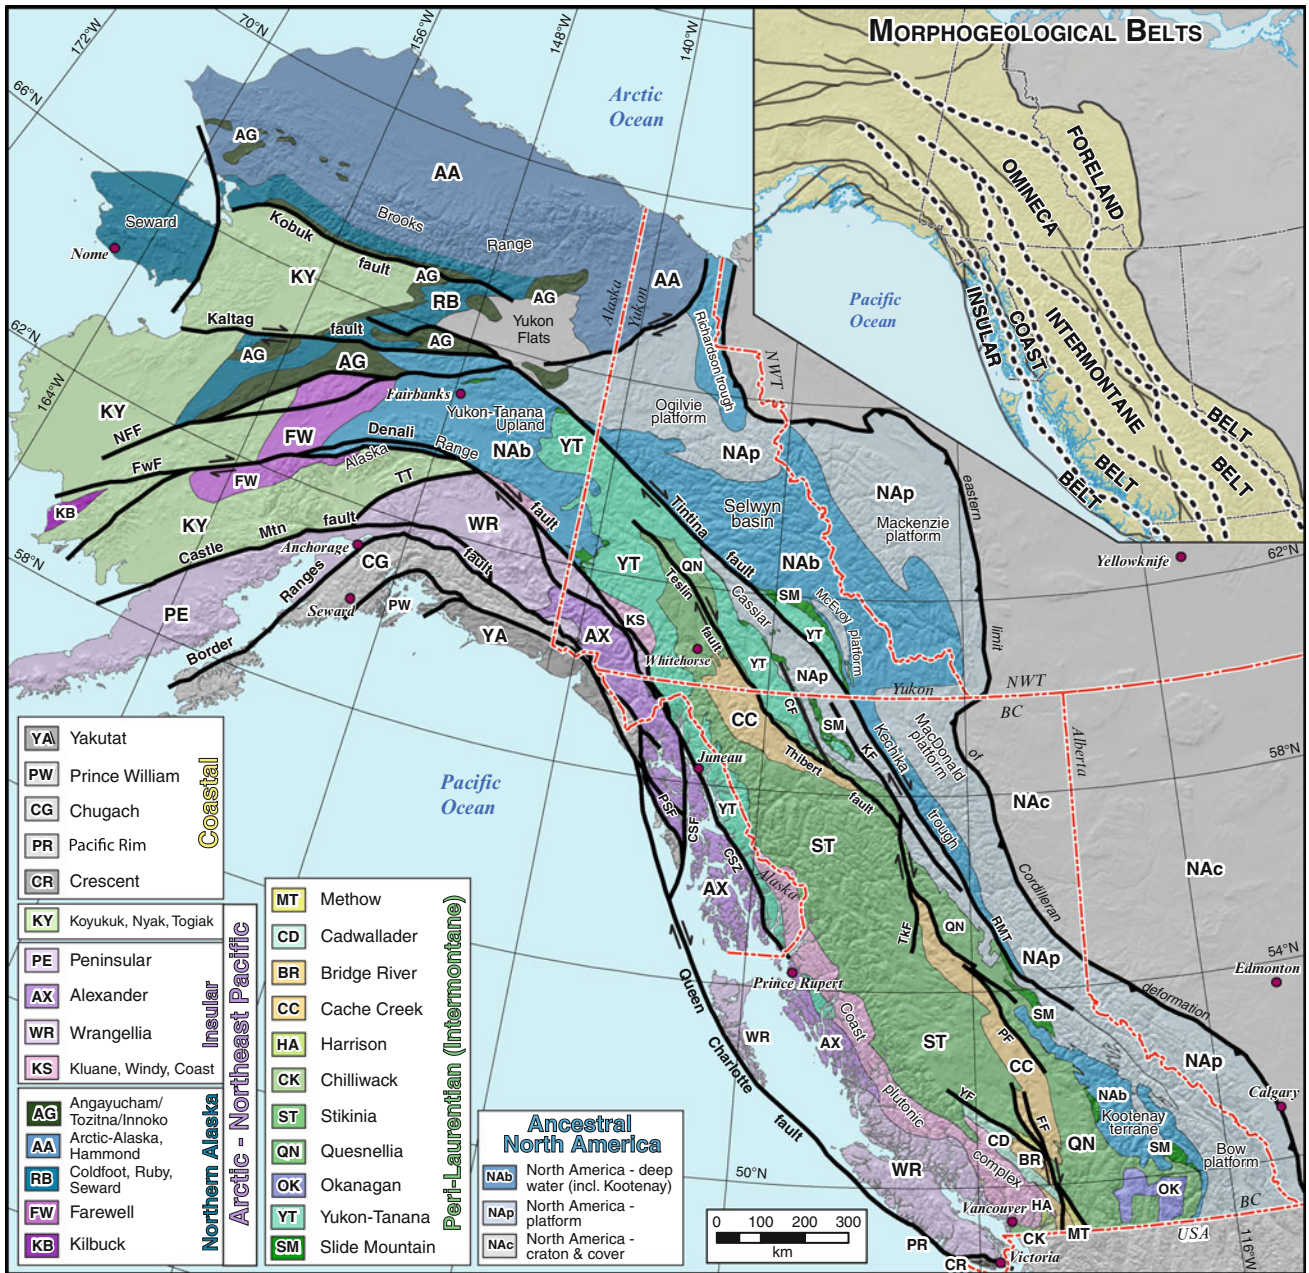 MORPHOGEOLOGICAL BELTS
FORELAND
BELT
OMINECA
BELT
INTERMONTANE
BELT
COAST
BELT
INSULAR
BELT
Pacific
Ocean
172°W
70°N
156°W
148°W
140°W
66°N
62°N
164°W
58°N
Arctic
Ocean
AG
AA
Brooks
Range
Seward
Nome
Kobuk
fault
KY
AG
RB
AG
Yukon
Flats
Alaska
Yukon
AA
Kaltag
fault
AG
AG
AG
Richardson trough
NWT
KY
NFF
Fairbanks
Yukon-Tanana
Upland
Ogilvie
platform
FW
Denali
Range
NAb
YT
NAp
FwF
Alaska
FW
TT
KB
KY
Castle
Mtn
fault
WR
fault
Tintina
fault
Selwyn
basin
NAp
Mackenzie
platform
eastern
Yellowknife
62°N
Anchorage
CG
fault
YT
QN
Teslin
fault
NAb
Cassiar
SM
McEvoy
platform
Ranges
Seward
PW
PE
Border
YA
AX
KS
Whitehorse
YT
YT
NAp
limit
Yukon
NWT
BC
CC
CF
SM
KF
Kechika
trough
MacDonald
platform
of
Alberta
58°N
Juneau
Thibert
fault
Pacific
Ocean
PSF
CSF
YT
CSZ
AX
Alaska
ST
NAc
NAc
Cordilleran
TkF
QN
RMT
NAp
54°N
Edmonton
deformation
Queen
Charlotte
fault
Prince Rupert
WR
AX
Coast
plutonic
complex
ST
SM
PF
CC
NAp
Calgary
YF
FF
NAb
Kootenay
terrane
QN
SM
Bow
platform
CD
BR
OK
BC
USA
WR
50°N
Vancouver
HA
CK
MT
PR
CR
Victoria
116°W
0 100 200 300
km
YA Yakutat
PW Prince William
CG Chugach
PR Pacific Rim
CR Crescent
Coastal
KY Koyukuk, Nyak, Togiak
PE Peninsular
AX Alexander
WR Wrangellia
KS Kluane, Windy, Coast
Insular
AG Angayucham/
Tozitna/Innoko
AA Arctic-Alaska,
Hammond
RB Coldfoot, Ruby,
Seward
FW Farewell
KB Kilbuck
Northern Alaska
Arctic - Northeast Pacific
MT Methow
CD Cadwallader
BR Bridge River
CC Cache Creek
HA Harrison
CK Chilliwack
ST Stikinia
QN Quesnellia
OK Okanagan
YT Yukon-Tanana
SM Slide Mountain
Peri-Laurentian (Intermontane)
Ancestral
North America
NAb North America - deep
water (incl. Kootenay)
NAp North America -
platform
NAc North America -
craton & cover